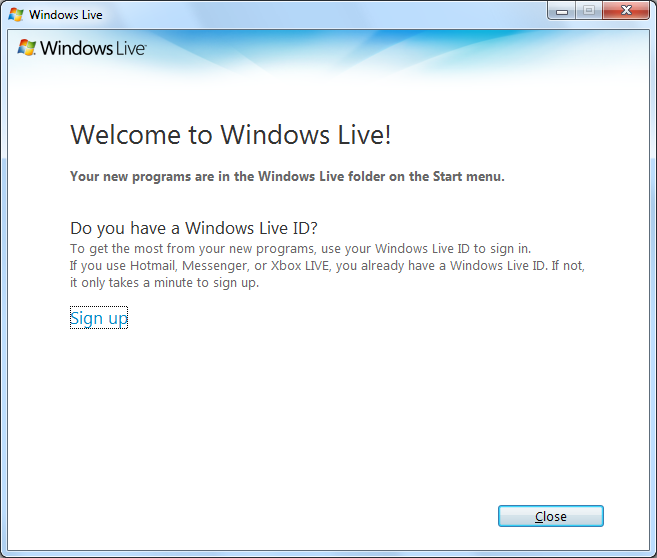 Windows Live
Windows Live
Welcome to Windows Live!
Your new programs are in the Windows Live folder on the Start menu.
Do you have a Windows Live ID?
To get the most from your new programs, use your Windows Live ID to sign in.
If you use Hotmail, Messenger, or Xbox LIVE, you already have a Windows Live ID. If not,
it only takes a minute to sign up.
Sign up
Close